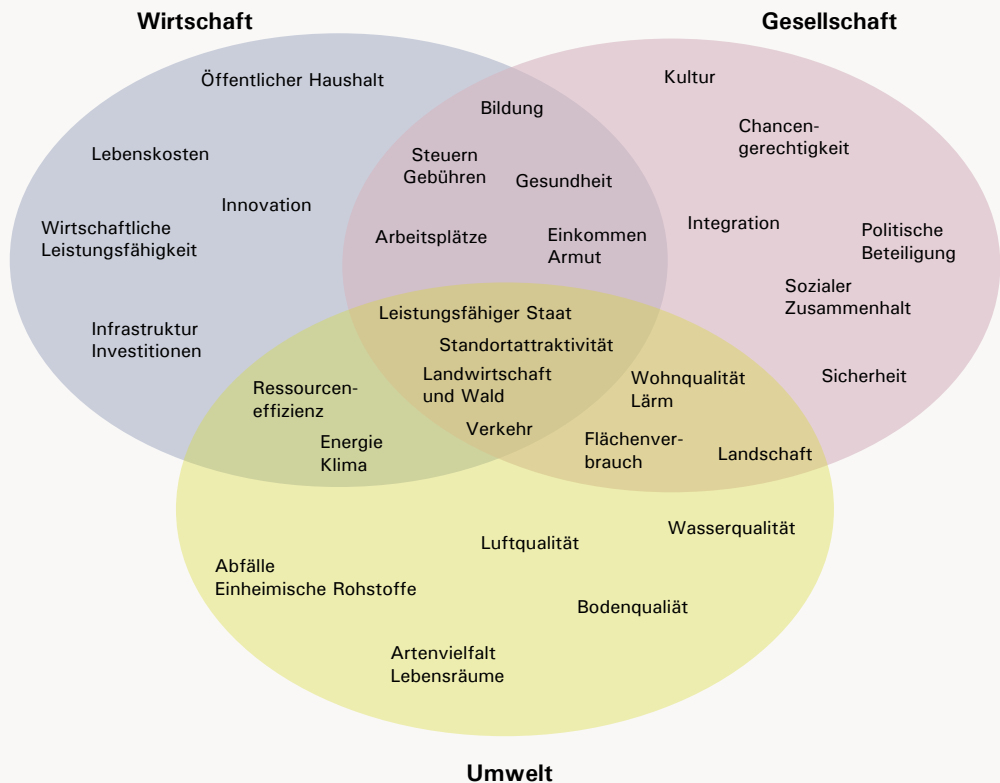 Wirtschaft
Gesellschaft
Öffentlicher Haushalt
Lebenskosten
Innovation
Wirtschaftliche
Leistungsfähigkeit
Infrastruktur
Investitionen
Bildung
Steuern
Gebühren
Gesundheit
Arbeitsplätze
Einkommen
Armut
Kultur
Chancen-
gerechtigkeit
Integration
Politische
Beteiligung
Sozialer
Zusammenhalt
Sicherheit
Leistungsfähiger Staat
Standortattraktivität
Landwirtschaft
und Wald
Verkehr
Ressourcen-
effizienz
Energie
Klima
Wohnqualität
Lärm
Flächenver-
brauch
Landschaft
Wasserqualität
Luftqualität
Abfälle
Einheimische Rohstoffe
Bodenqualiät
Artenvielfalt
Lebensräume
Umwelt